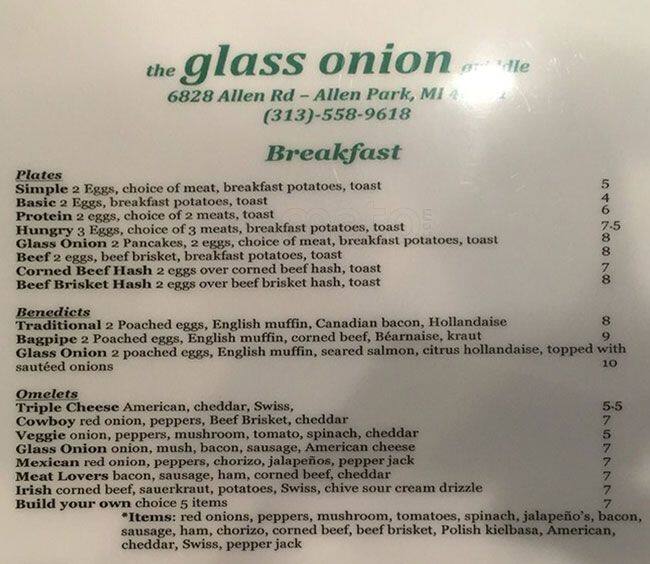 the glass onion
6828 Allen Rd – Allen Park, MI
(313)-558-9618
Breakfast
Plates
Simple 2 Eggs, choice of meat, breakfast potatoes, toast 5
Basic 2 Eggs, breakfast potatoes, toast 4
Protein 2 eggs, choice of 2 meats, toast 6
Hungry 3 Eggs, choice of 3 meats, breakfast potatoes, toast 7.5
Glass Onion 2 Pancakes, 2 eggs, choice of meat, breakfast potatoes, toast 8
Beef 2 eggs, beef brisket, breakfast potatoes, toast 8
Corned Beef Hash 2 eggs over corned beef hash, toast 7
Beef Brisket Hash 2 eggs over beef brisket hash, toast 8
Benedicts
Traditional 2 Poached eggs, English muffin, Canadian bacon, Hollandaise 8
Bagpipe 2 Poached eggs, English muffin, corned beef, Béarnaise, kraut 9
Glass Onion 2 poached eggs, English muffin, seared salmon, citrus hollandaise, topped with
sautéed onions 10
Omelets
Triple Cheese American, cheddar, Swiss, 5.5
Cowboy red onion, peppers, Beef Brisket, cheddar 7
Veggie onion, peppers, mushroom, tomato, spinach, cheddar 5
Glass Onion onion, mush, bacon, sausage, American cheese 7
Mexican red onion, peppers, chorizo, jalapeños, pepper jack 7
Meat Lovers bacon, sausage, ham, corned beef, cheddar 7
Irish corned beef, sauerkraut, potatoes, Swiss, chive sour cream drizzle 7
Build your own choice 5 items 7
*Items: red onions, peppers, mushroom, tomatoes, spinach, jalapeño's, bacon,
sausage, ham, chorizo, corned beef, beef brisket, Polish kielbasa, American,
cheddar, Swiss, pepper jack